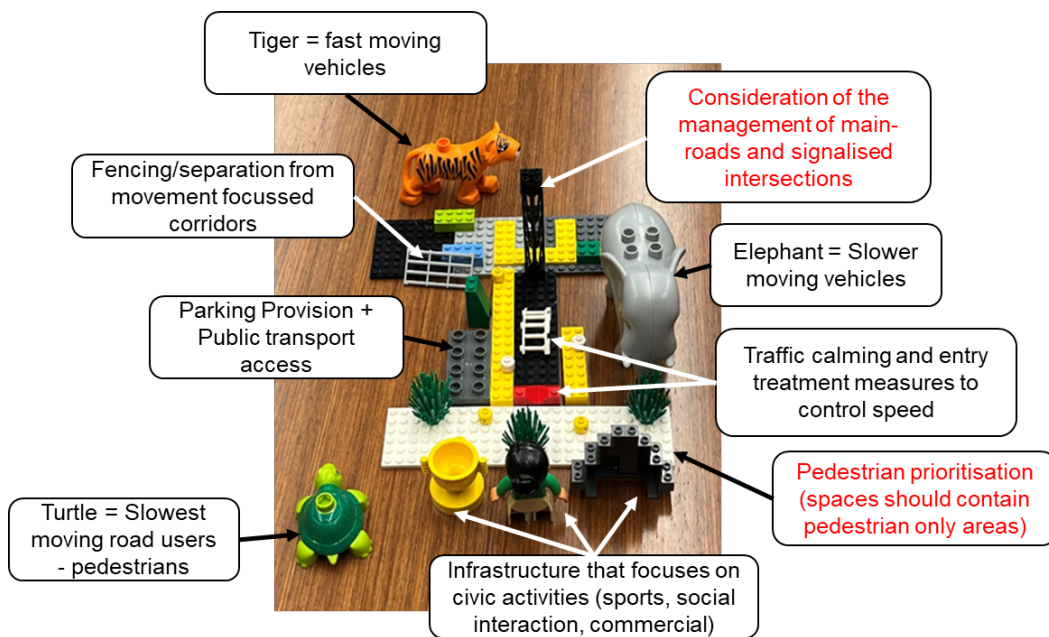 Tiger = fast moving
vehicles
Consideration of the
management of main-
roads and signalised
intersections
Fencing/separation from
movement focussed
corridors
Elephant = Slower
moving vehicles
Parking Provision +
Public transport
access
Traffic calming and entry
treatment measures to
control speed
Pedestrian prioritisation
(spaces should contain
pedestrian only areas)
Turtle = Slowest
moving road users
- pedestrians
Infrastructure that focuses on
civic activities (sports, social
interaction, commercial)